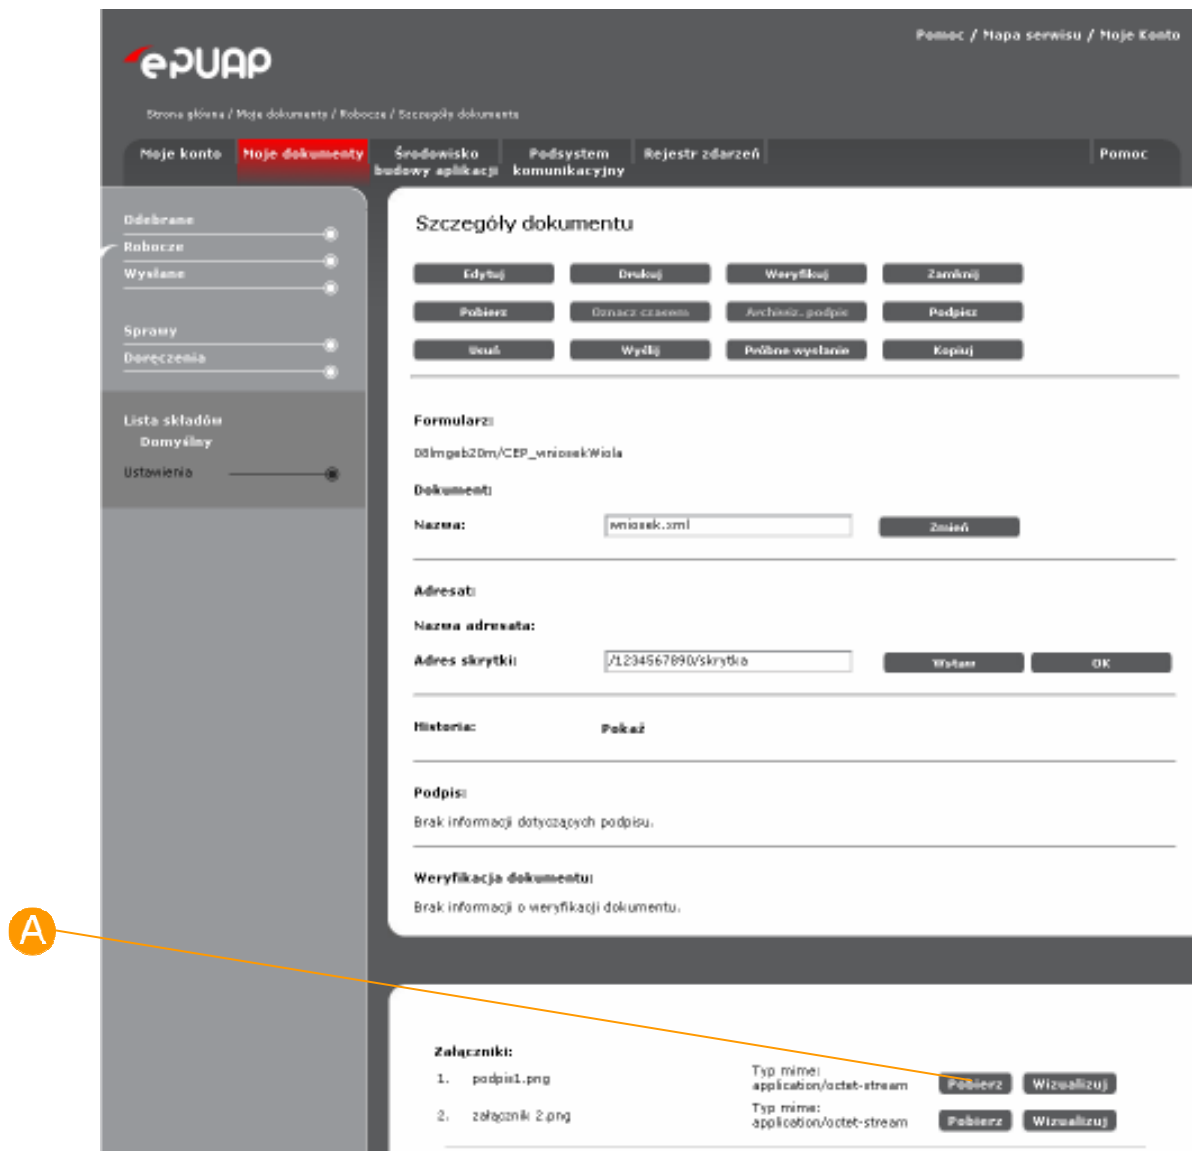 Pomoc / Mapa serwisu / Moje Konto
ePUAP
Strona główna / Moje dokumenty / Robocze / Szczegóły dokumentu
Moje konto
Moje dokumenty
Środowisko budowy aplikacji
Podsystem komunikacyjny
Rejestr zdarzeń
Pomoc
Odebrane
Robocze
Wysłane
Sprawy
Doręczenia
Lista składów
Domyślny
Ustawienia
Szczegóły dokumentu
Edytuj Drukuj Weryfikuj Zamknij
Pobierz Oznacz czasem Archiwiz. podpis Podpisz
Usuń Wyślij Próbne wysłanie Kopiuj
Formularz:
08lmgeb20m/CEP_wniosekWiola
Dokument:
Nazwa: wniosek.xml Zmień
Adresat:
Nazwa adresata:
Adres skrytki: /1234567890/skrytka Wstaw OK
Historia: Pokaż
Podpis:
Brak informacji dotyczących podpisu.
Weryfikacja dokumentu:
Brak informacji o weryfikacji dokumentu.
A
Załączniki:
1. podpis1.png Typ mime: application/octet-stream Pobierz Wizualizuj
2. załącznik 2.png Typ mime: application/octet-stream Pobierz Wizualizuj